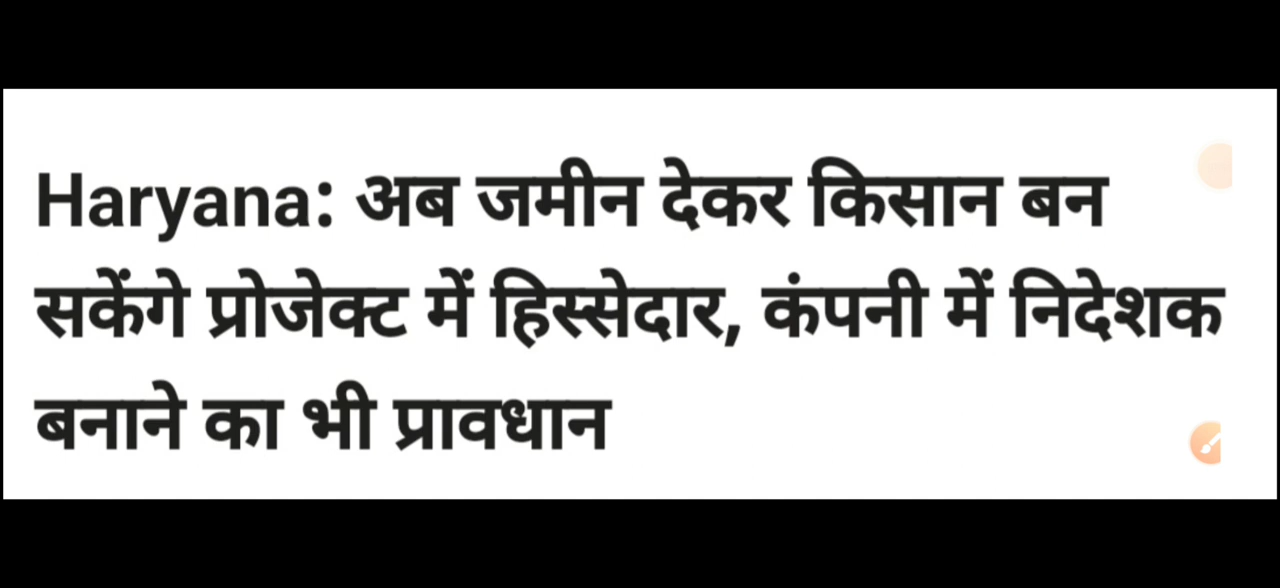 Haryana: अब जमीन देकर किसान बन
सकेंगे प्रोजेक्ट में हिस्सेदार, कंपनी में निदेशक
बनाने का भी प्रावधान